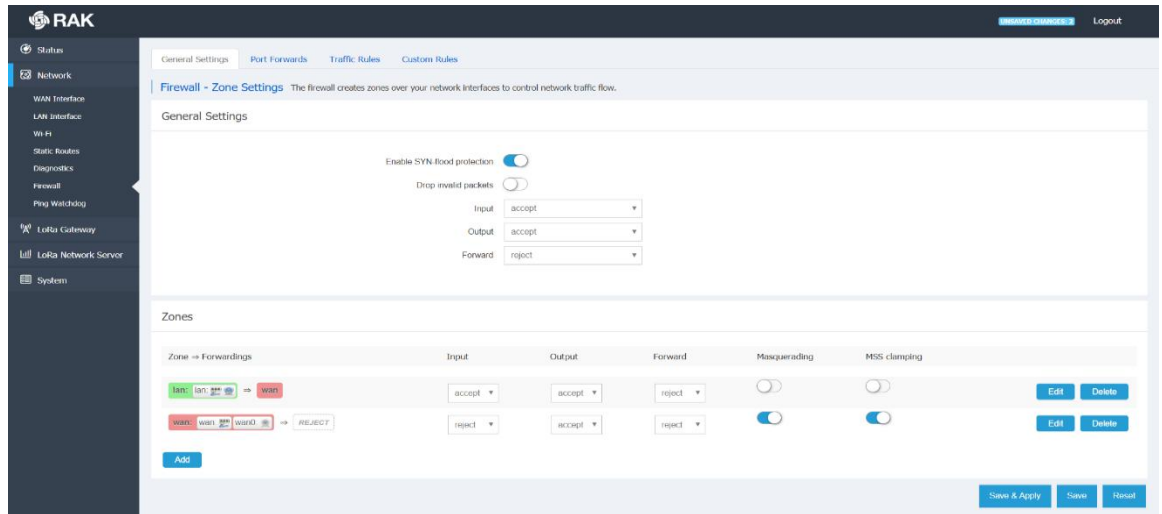 RAK
UNSAVED CHANGES: 2 Logout
Status
Network
WAN Interface
LAN Interface
Wi-Fi
Static Routes
Diagnostics
Firewall
Ping Watchdog
LoRa Gateway
LoRa Network Server
System
General Settings Port Forwards Traffic Rules Custom Rules
Firewall - Zone Settings The firewall creates zones over your network interfaces to control network traffic flow.
General Settings
Enable SYN-flood protection
Drop invalid packets
Input accept
Output accept
Forward reject
Zones
Zone ⇒ Forwardings Input Output Forward Masquerading MSS clamping
lan: lan: ⇒ wan accept accept reject Edit Delete
wan: wan: wan0: ⇒ REJECT reject accept reject Edit Delete
Add
Save & Apply Save Reset